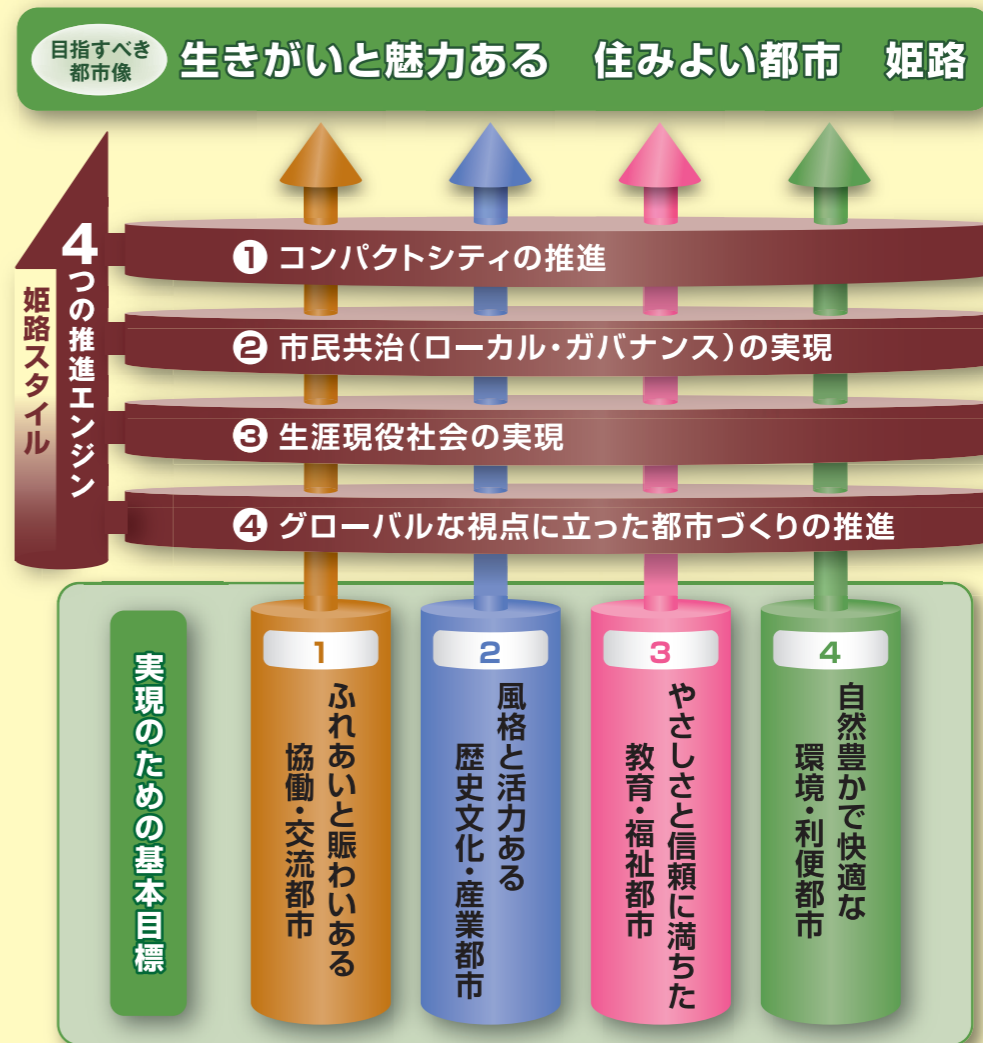 目指すべき
都市像
生きがいと魅力ある　住みよい都市　姫路
4つの推進エンジン
姫路スタイル
❶ コンパクトシティの推進
❷ 市民共治（ローカル・ガバナンス）の実現
❸ 生涯現役社会の実現
❹ グローバルな視点に立った都市づくりの推進
実現のための基本目標
1
ふれあいと賑わいある
協働・交流都市
2
風格と活力ある
歴史文化・産業都市
3
やさしさと信頼に満ちた
教育・福祉都市
4
自然豊かで快適な
環境・利便都市